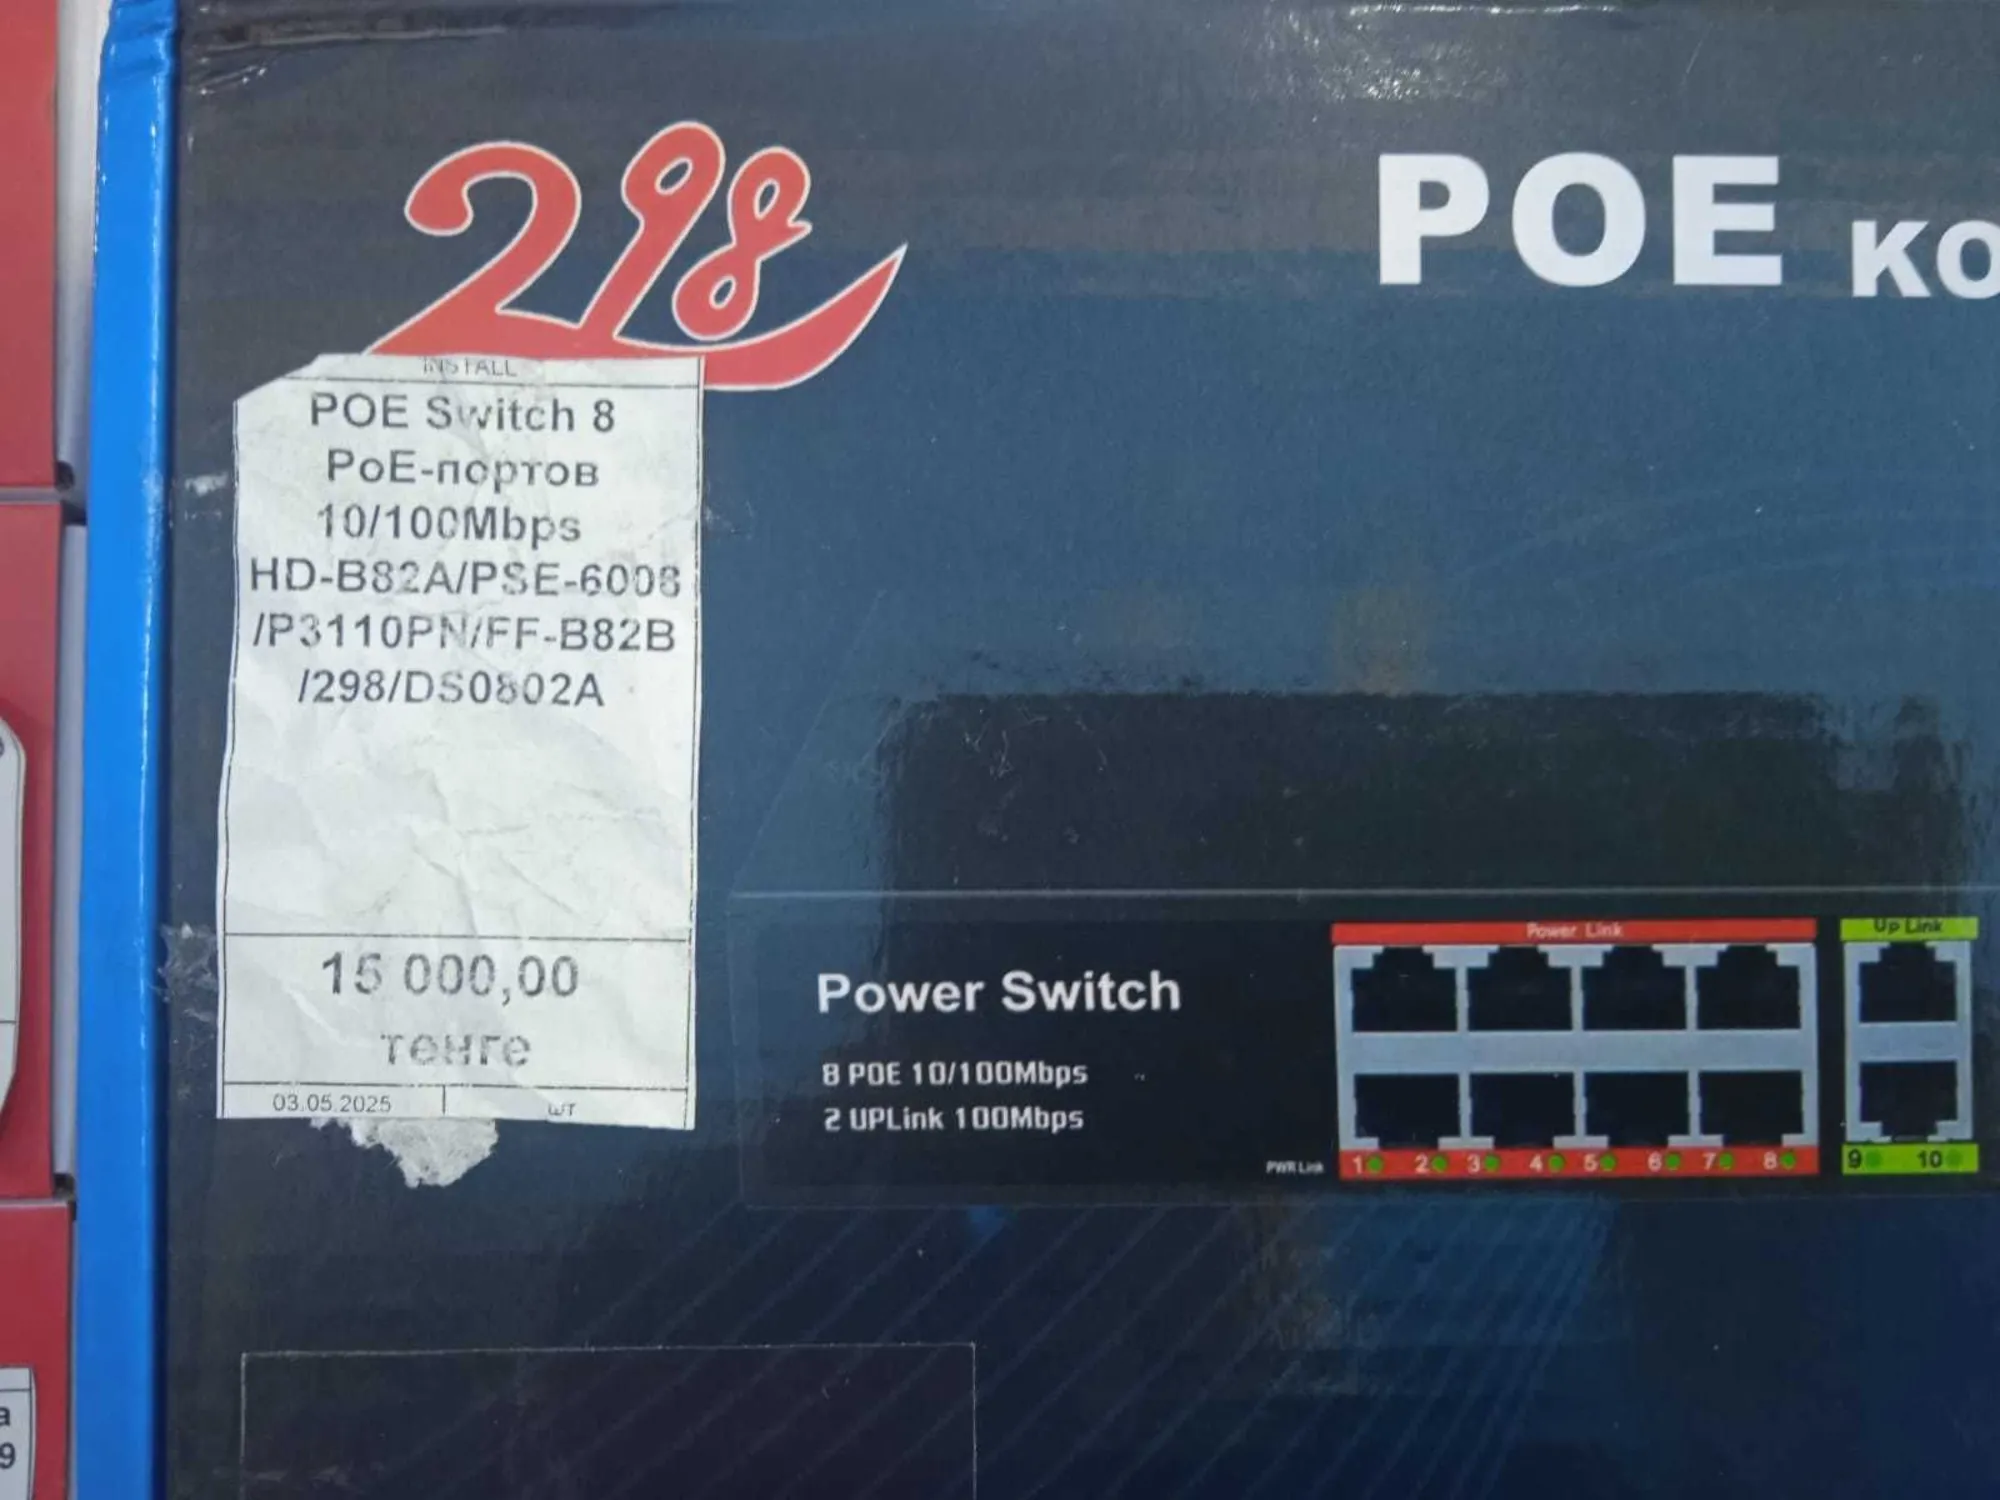 298
POE КО
INSTALL
POE Switch 8
PoE-портов
10/100Mbps
HD-B82A/PSE-6008
/P3110PN/FF-B82B
/298/DS0802A
15 000,00
тенге
03.05.2025 шт
Power Switch
8 POE 10/100Mbps
2 UPLink 100Mbps
Power Link
Up Link
PWR Link 1 2 3 4 5 6 7 8 9 10
а
9